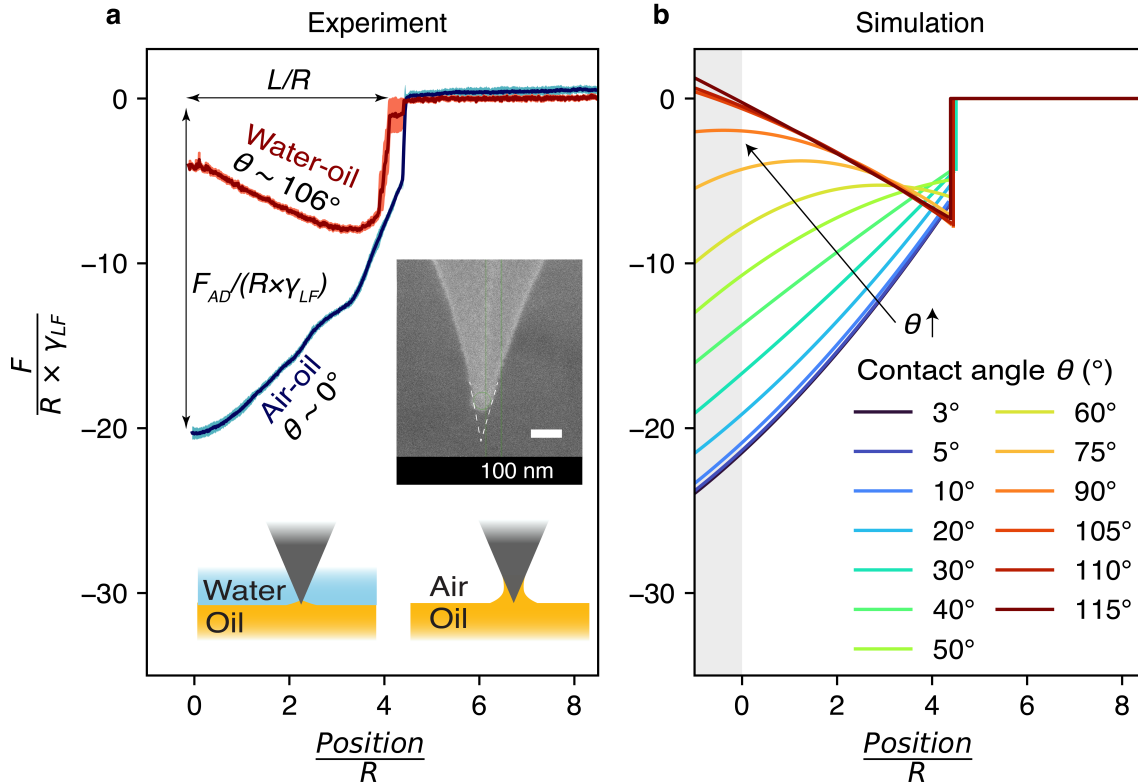 a
Experiment
b
Simulation
L/R
Water-oil
θ ~ 106°
F_AD/(R×γ_LF)
Air-oil
θ ~ 0°
100 nm
Water
Oil
Air
Oil
0
−10
−20
−30
F
R × γ_LF
0 2 4 6 8
Position
R
0
−10
−20
−30
θ↑
Contact angle θ (°)
3° 60°
5° 75°
10° 90°
20° 105°
30° 110°
40° 115°
50°
0 2 4 6 8
Position
R